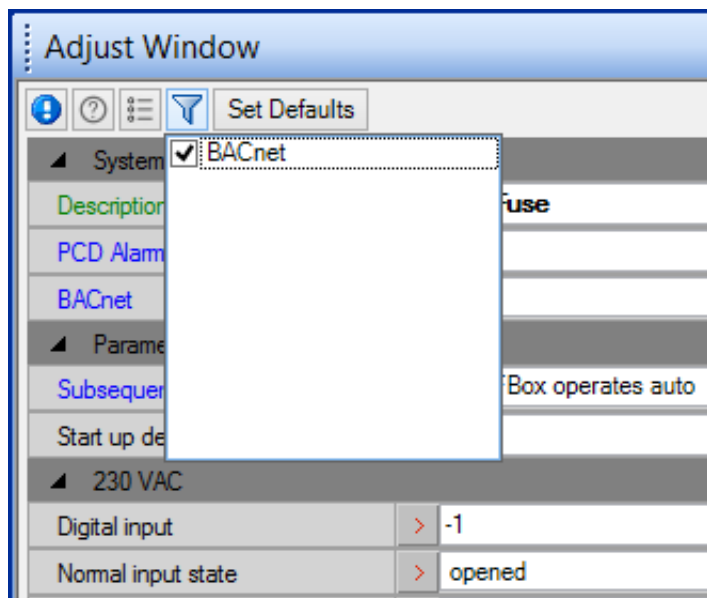 Adjust Window
Set Defaults
System
BACnet
Description
Fuse
PCD Alarm
BACnet
Parame
Subsequen
FBox operates auto
Start up de
230 VAC
Digital input > -1
Normal input state > opened